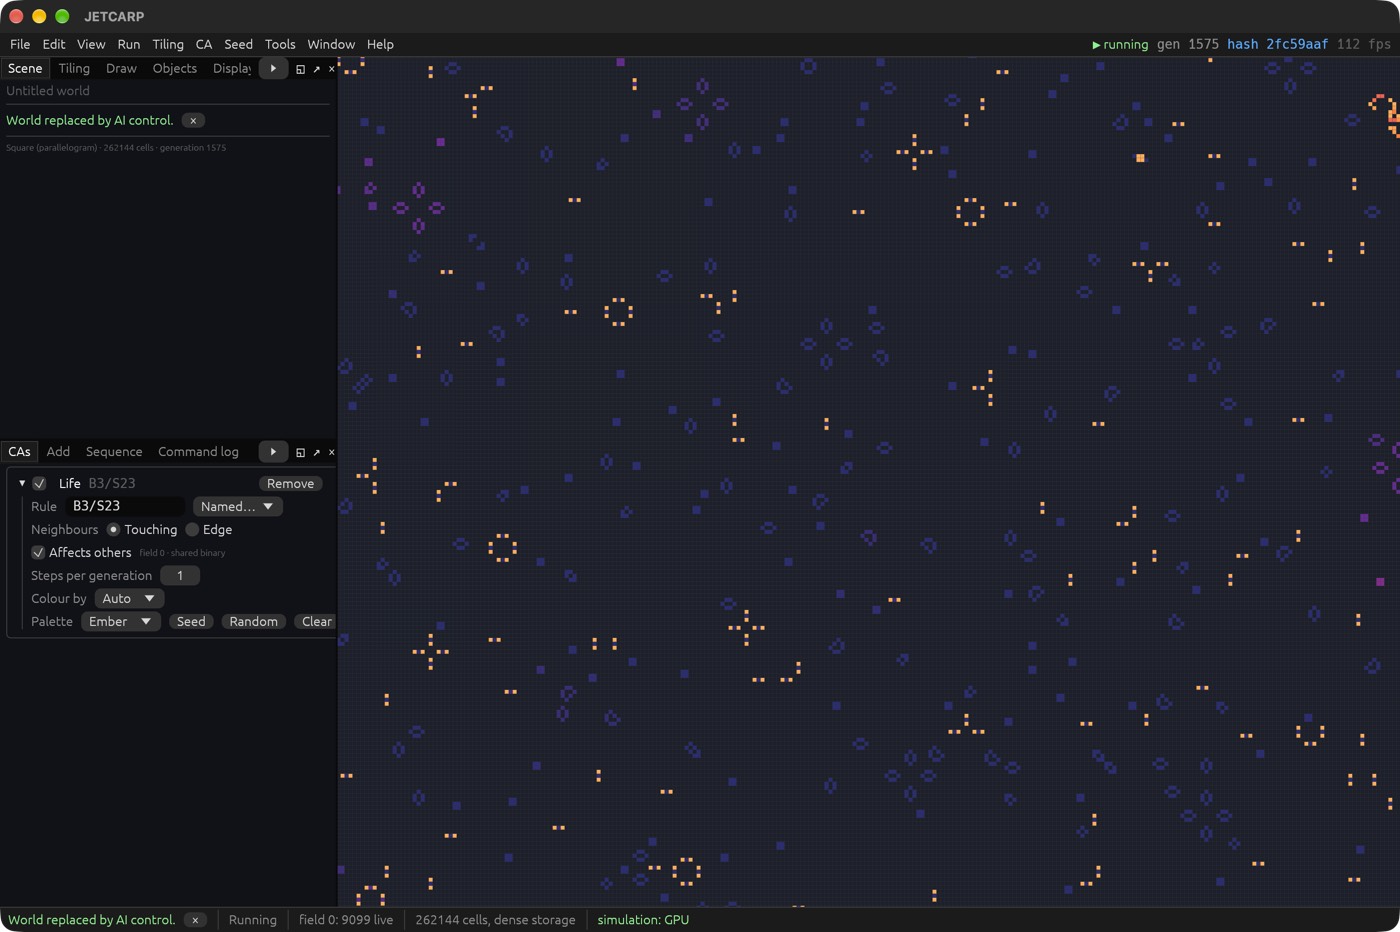 JETCARP
File Edit View Run Tiling CA Seed Tools Window Help
running gen 1575 hash 2fc59aaf 112 fps
Scene Tiling Draw Objects Display
Untitled world
World replaced by AI control. ×
Square (parallelogram) · 262144 cells · generation 1575
CAs Add Sequence Command log
Life B3/S23 Remove
Rule B3/S23 Named...
Neighbours Touching Edge
Affects others field 0 · shared binary
Steps per generation 1
Colour by Auto
Palette Ember Seed Random Clear
World replaced by AI control. × Running field 0: 9099 live 262144 cells, dense storage simulation: GPU